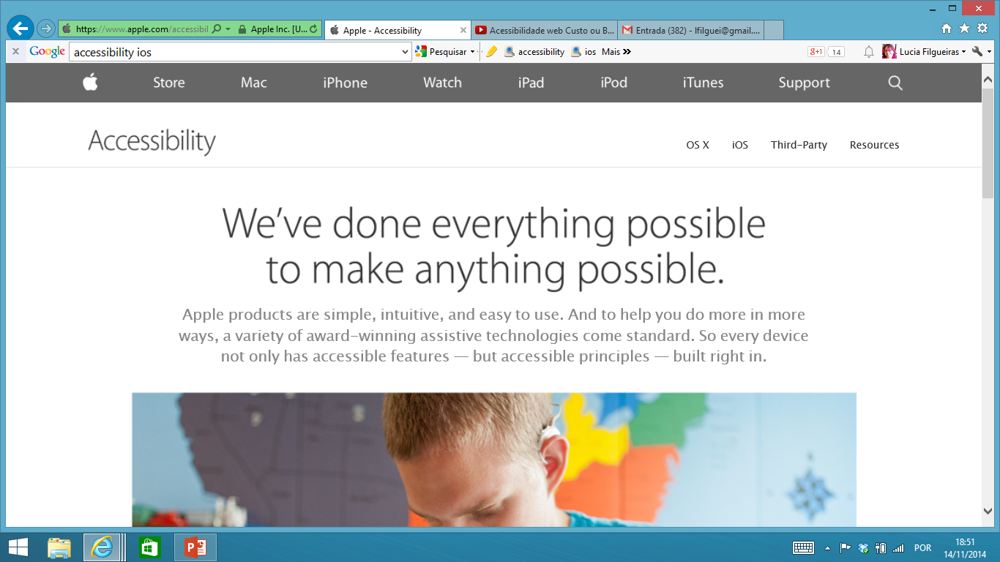 https://www.apple.com/accessibil
Apple Inc. [U...
Apple - Accessibility
Acessibilidade web Custo ou B...
Entrada (382) - lfilguei@gmail....
Google
accessibility ios
Pesquisar
accessibility
ios
Mais »
g+1
14
Lucia Filgueiras
Store Mac iPhone Watch iPad iPod iTunes Support
Accessibility
OS X iOS Third-Party Resources
We’ve done everything possible
to make anything possible.
Apple products are simple, intuitive, and easy to use. And to help you do more in more
ways, a variety of award-winning assistive technologies come standard. So every device
not only has accessible features — but accessible principles — built right in.
POR
18:51
14/11/2014